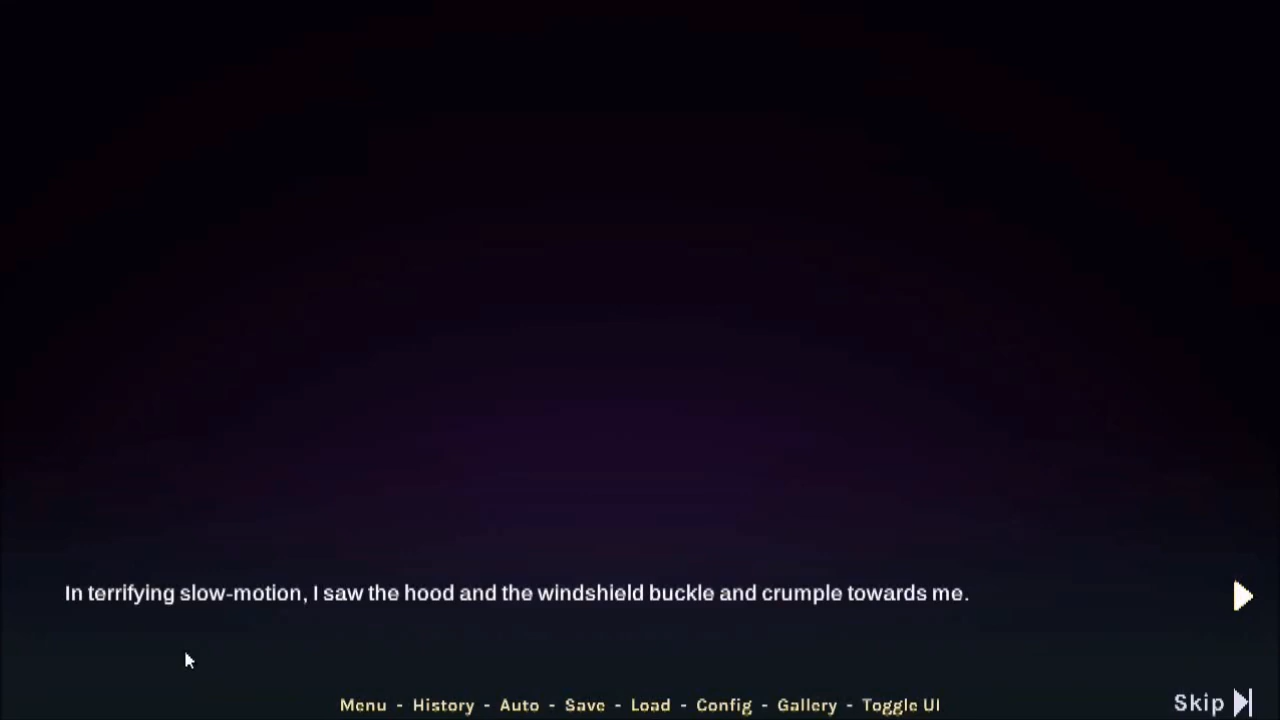 In terrifying slow-motion, I saw the hood and the windshield buckle and crumple towards me.
Menu - History - Auto - Save - Load - Config - Gallery - Toggle UI
Skip